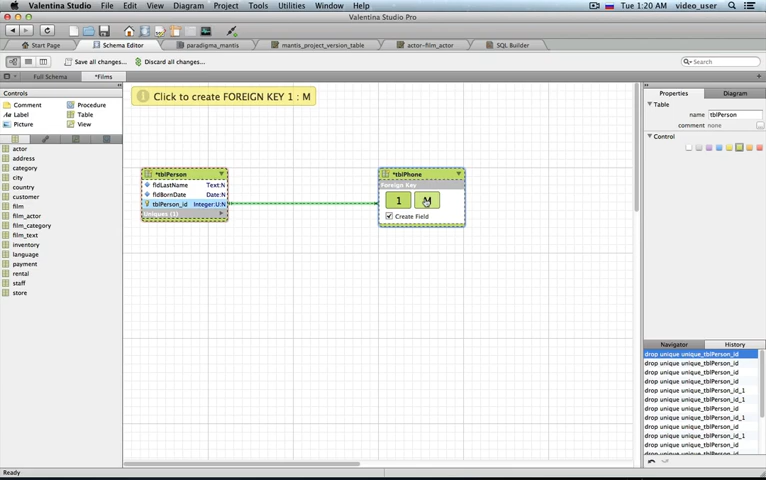 Valentina Studio File Edit View Diagram Project Tools Utilities Window Help Tue 1:20 AM video_user
Valentina Studio Pro
Start Page Schema Editor paradigma_mantis mantis_project_version_table actor-film_actor SQL Builder
Save all changes... Discard all changes... Search
Full Schema *Films
Controls
Comment Procedure
Label Table
Picture View
actor
address
category
city
country
customer
film
film_actor
film_category
film_text
inventory
language
payment
rental
staff
store
Click to create FOREIGN KEY 1 : M
*tblPerson
fldLastName Text:N
fldBornDate Date:N
tblPerson_id Integer:U:N
Uniques (1)
*tblPhone
Foreign Key
1 M
Create Field
Properties Diagram
Table
name tblPerson
comment none
Control
Navigator History
drop unique unique_tblPerson_id
drop unique unique_tblPerson_id
drop unique unique_tblPerson_id
drop unique unique_tblPerson_id
drop unique unique_tblPerson_id_1
drop unique unique_tblPerson_id_1
drop unique unique_tblPerson_id
drop unique unique_tblPerson_id_1
drop unique unique_tblPerson_id
drop unique unique_tblPerson_id_1
drop unique unique_tblPerson_id
Ready